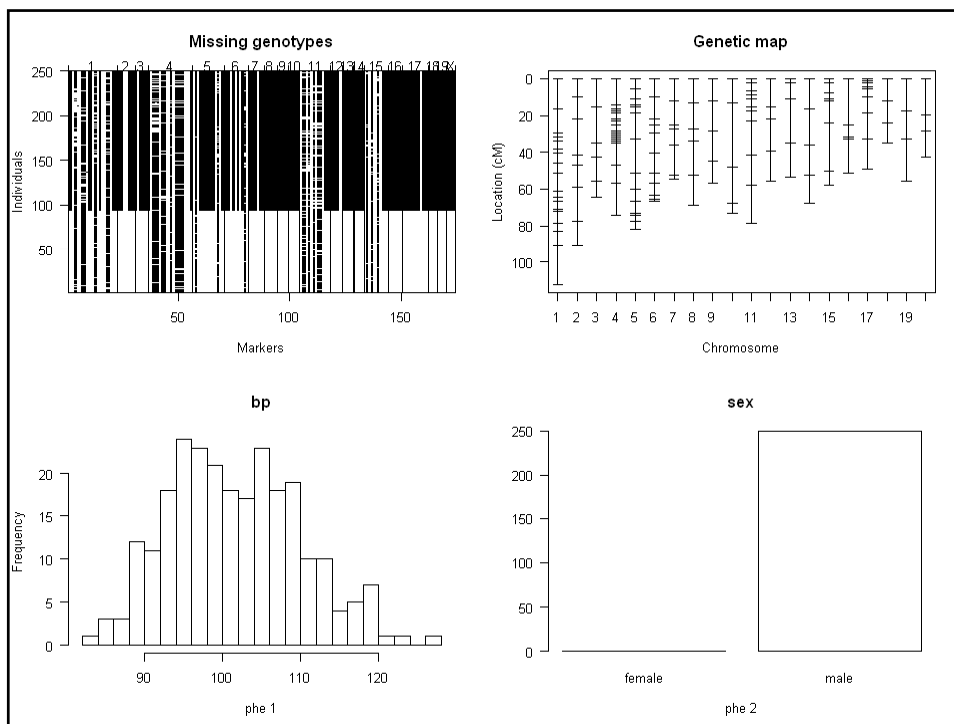 Missing genotypes
1 2 3 4 5 6 7 8 9 10 11 12 13 14 15 16 17 18 19 X
250
200
150
100
50
Individuals
50 100 150
Markers
Genetic map
0
20
40
60
80
100
Location (cM)
1 2 3 4 5 6 7 8 9 11 13 15 17 19
Chromosome
bp
20
15
10
5
0
Frequency
90 100 110 120
phe 1
sex
250
200
150
100
50
0
female male
phe 2